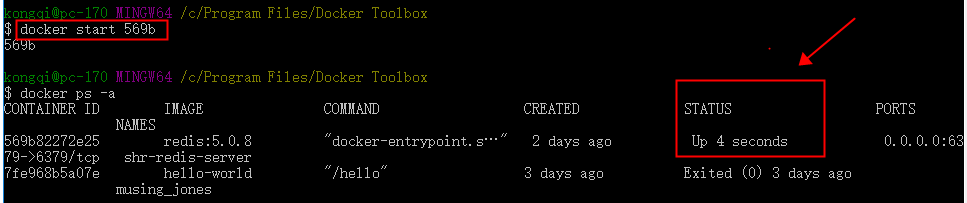 kongqi@pc-170 MINGW64 /c/Program Files/Docker Toolbox
$ docker start 569b
569b
kongqi@pc-170 MINGW64 /c/Program Files/Docker Toolbox
$ docker ps -a
CONTAINER ID        IMAGE               COMMAND                  CREATED             STATUS                  PORTS
              NAMES
569b82272e25        redis:5.0.8         "docker-entrypoint.s…"   2 days ago          Up 4 seconds            0.0.0.0:63
79->6379/tcp   shr-redis-server
7fe968b5a07e        hello-world         "/hello"                 3 days ago          Exited (0) 3 days ago
              musing_jones